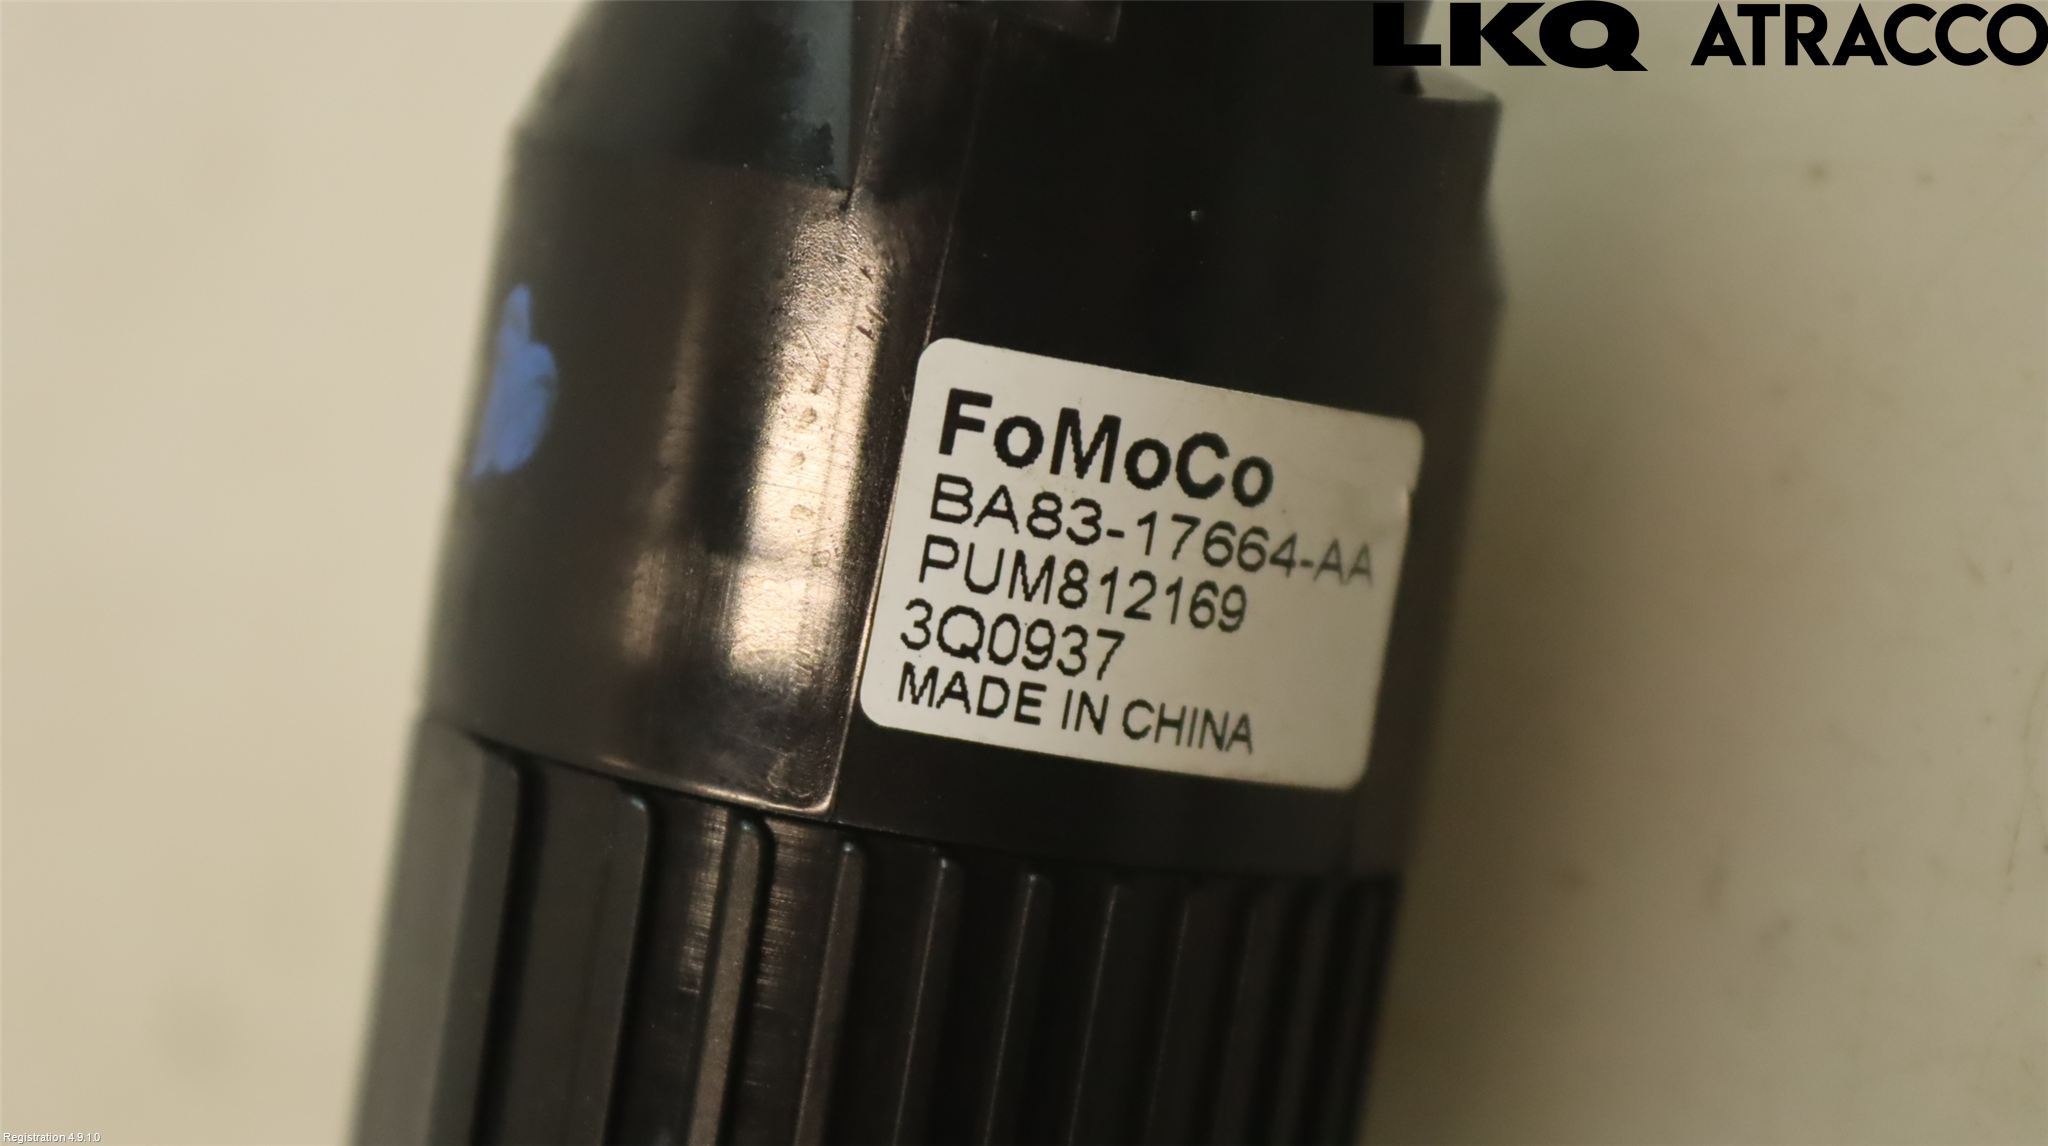 LKQ ATRACCO
FoMoCo
BA83-17664-AA
PUM812169
3Q0937
MADE IN CHINA
Registration 4.9.1.0